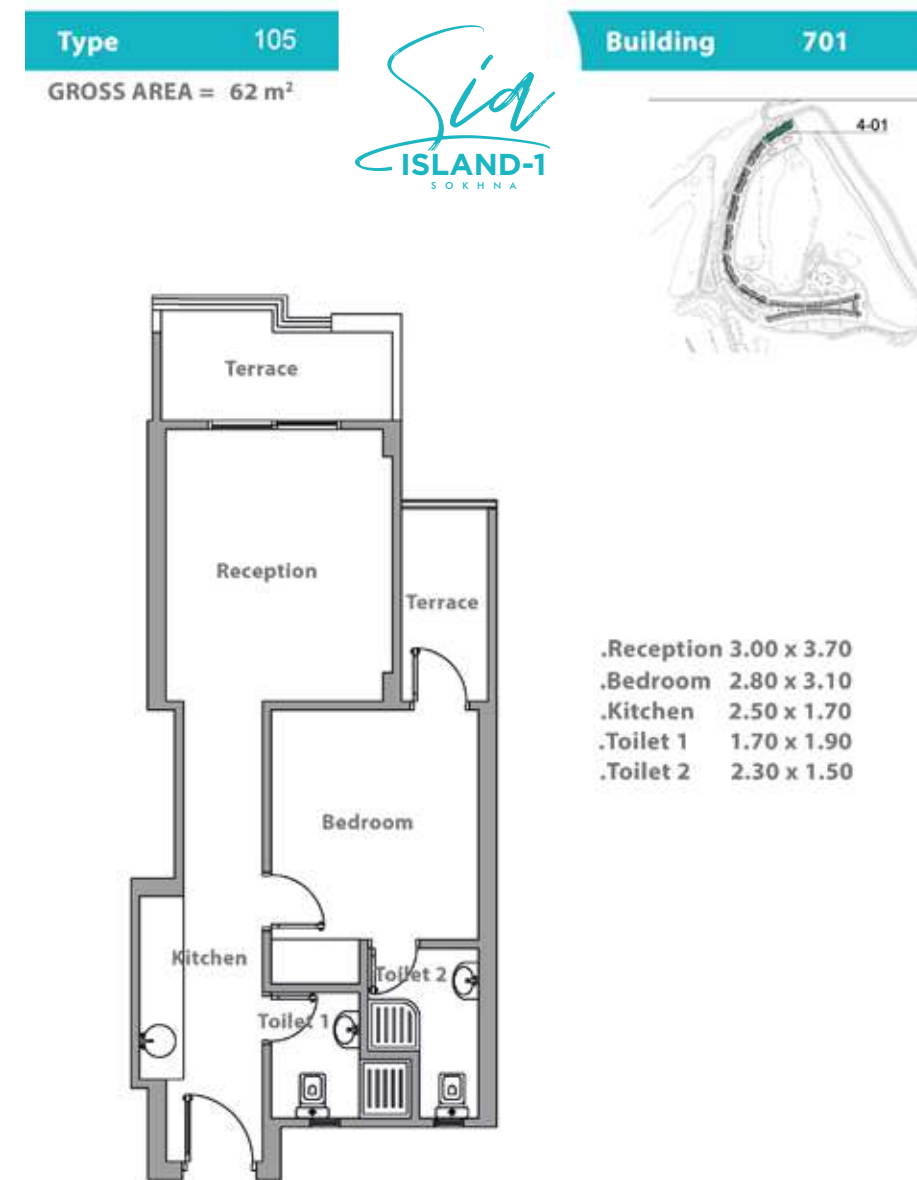 Type 105
Building 701
GROSS AREA = 62 m²
Sia
ISLAND-1
SOKHNA
4-01
Terrace
Reception
Terrace
.Reception 3.00 x 3.70
.Bedroom 2.80 x 3.10
.Kitchen 2.50 x 1.70
.Toilet 1 1.70 x 1.90
.Toilet 2 2.30 x 1.50
Bedroom
Kitchen
Toilet 2
Toilet 1